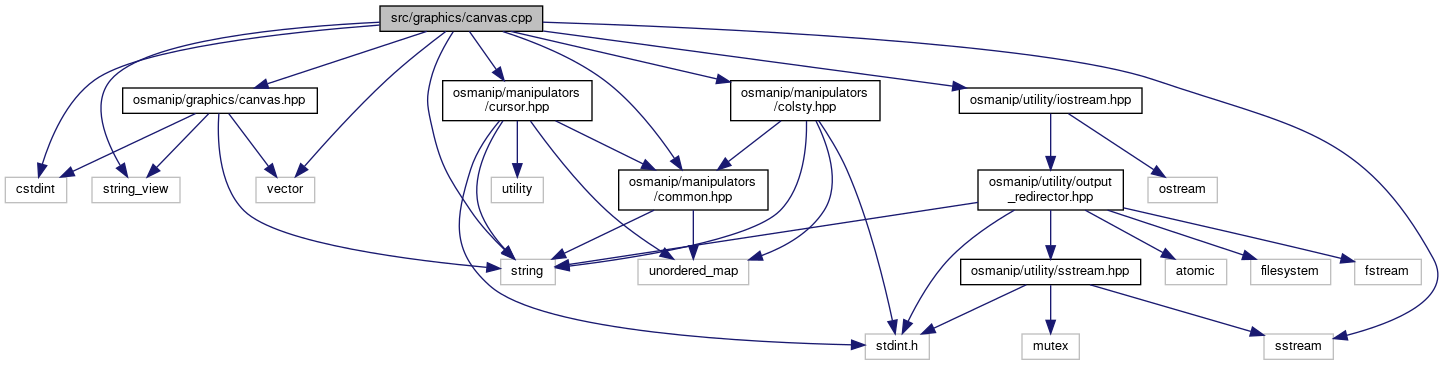 src/graphics/canvas.cpp
osmanip/graphics/canvas.hpp
osmanip/manipulators
/cursor.hpp
osmanip/manipulators
/colsty.hpp
osmanip/utility/iostream.hpp
cstdint
string_view
vector
utility
osmanip/manipulators
/common.hpp
osmanip/utility/output
_redirector.hpp
ostream
string
unordered_map
osmanip/utility/sstream.hpp
atomic
filesystem
fstream
stdint.h
mutex
sstream